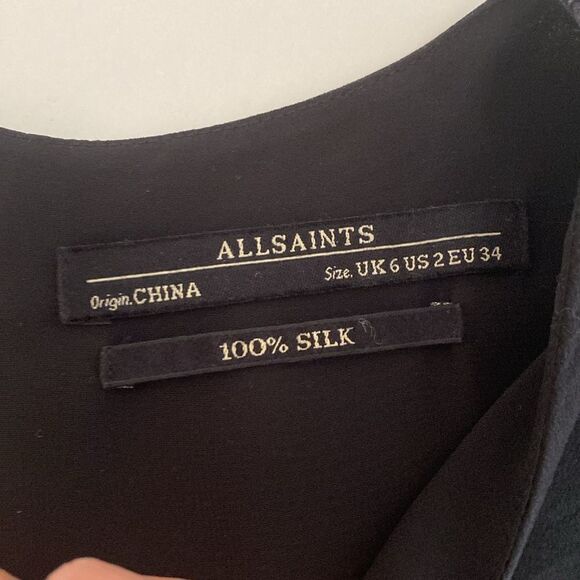 ALLSAINTS
Origin.CHINA Size.UK 6 US 2 EU 34
100% SILK